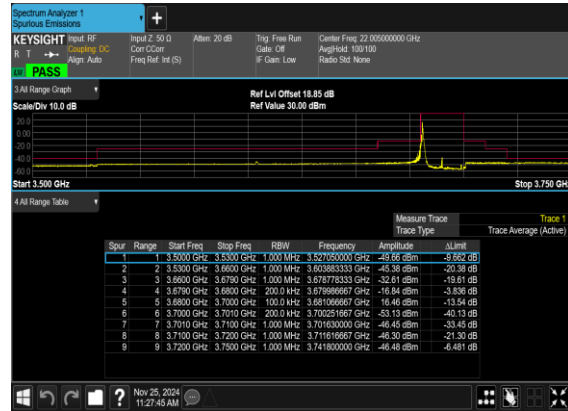 Spectrum Analyzer 1
Spurious Emissions
+
KEYSIGHT Input: RF Input Z: 50 Ω Atten: 20 dB Trig: Free Run Center Freq: 22.005000000 GHz
R T Coupling: DC Corr CCorr Gate: Off Avg|Hold: 100/100
Align: Auto Freq Ref: Int (S) IF Gain: Low Radio Std: None
PASS
3 All Range Graph
Ref Lvl Offset 18.85 dB
Scale/Div 10.0 dB Ref Value 30.00 dBm
20.0
0.00
-20.0
-40.0
-60.0
Start 3.500 GHz Stop 3.750 GH
4 All Range Table
Measure Trace Trace 1
Trace Type Trace Average (Active)
Spur Range Start Freq Stop Freq RBW Frequency Amplitude ΔLimit
1 1 3.5000 GHz 3.5300 GHz 1.000 MHz 3.527050000 GHz -49.66 dBm -9.662 dB
2 2 3.5300 GHz 3.6600 GHz 1.000 MHz 3.603883333 GHz -45.38 dBm -20.38 dB
3 3 3.6600 GHz 3.6790 GHz 1.000 MHz 3.678778333 GHz -32.61 dBm -19.61 dB
4 4 3.6790 GHz 3.6800 GHz 200.0 kHz 3.679986667 GHz -16.84 dBm -3.836 dB
5 5 3.6800 GHz 3.7000 GHz 100.0 kHz 3.681066667 GHz 16.46 dBm -13.54 dB
6 6 3.7000 GHz 3.7010 GHz 200.0 kHz 3.700251667 GHz -53.13 dBm -40.13 dB
7 7 3.7010 GHz 3.7100 GHz 1.000 MHz 3.701630000 GHz -46.45 dBm -33.45 dB
8 8 3.7100 GHz 3.7200 GHz 1.000 MHz 3.711616667 GHz -46.30 dBm -21.30 dB
9 9 3.7200 GHz 3.7500 GHz 1.000 MHz 3.741800000 GHz -46.48 dBm -6.481 dB
? Nov 25, 2024
11:27:45 AM